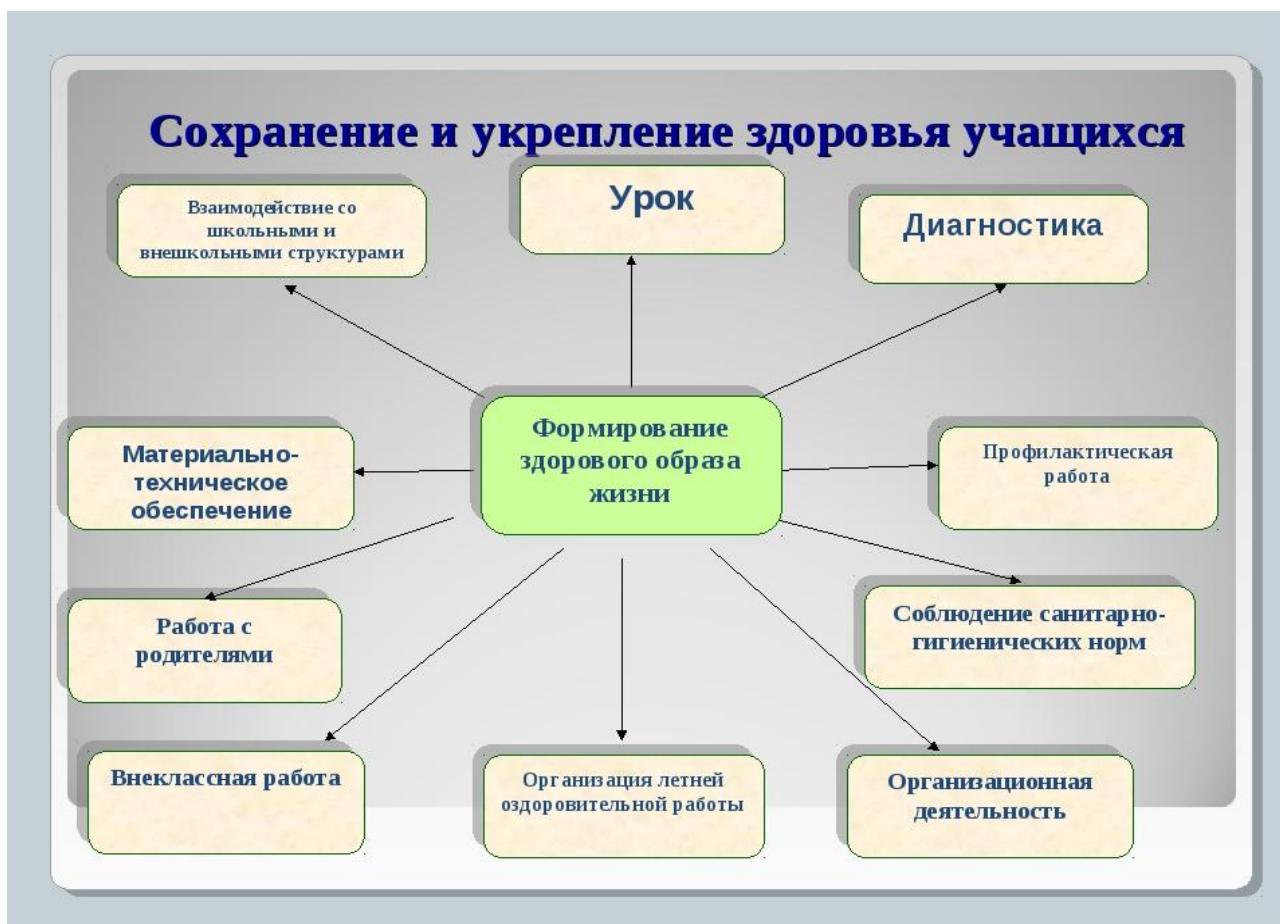 Сохранение и укрепление здоровья учащихся
Взаимодействие со
школьными и
внешкольными структурами
Урок
Диагностика
Формирование
здорового образа
жизни
Материально-
техническое
обеспечение
Профилактическая
работа
Работа с
родителями
Соблюдение санитарно-
гигиенических норм
Внеклассная работа
Организация летней
оздоровительной работы
Организационная
деятельность